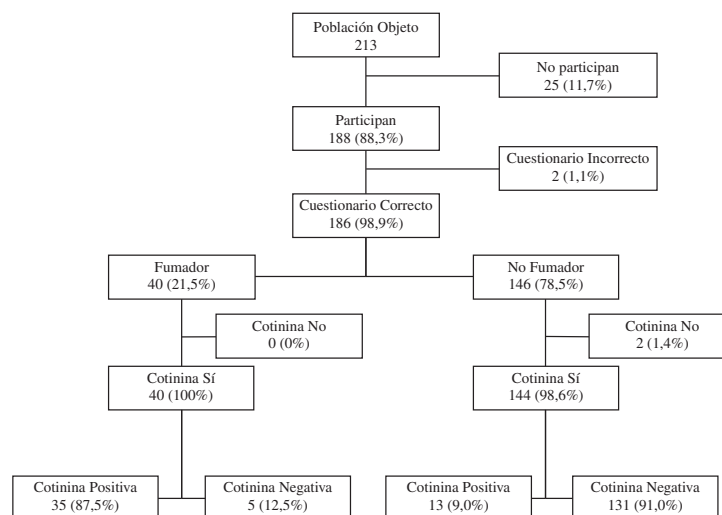 Población Objeto
213
No participan
25 (11,7%)
Participan
188 (88,3%)
Cuestionario Incorrecto
2 (1,1%)
Cuestionario Correcto
186 (98,9%)
Fumador
40 (21,5%)
No Fumador
146 (78,5%)
Cotinina No
0 (0%)
Cotinina No
2 (1,4%)
Cotinina Sí
40 (100%)
Cotinina Sí
144 (98,6%)
Cotinina Positiva
35 (87,5%)
Cotinina Negativa
5 (12,5%)
Cotinina Positiva
13 (9,0%)
Cotinina Negativa
131 (91,0%)